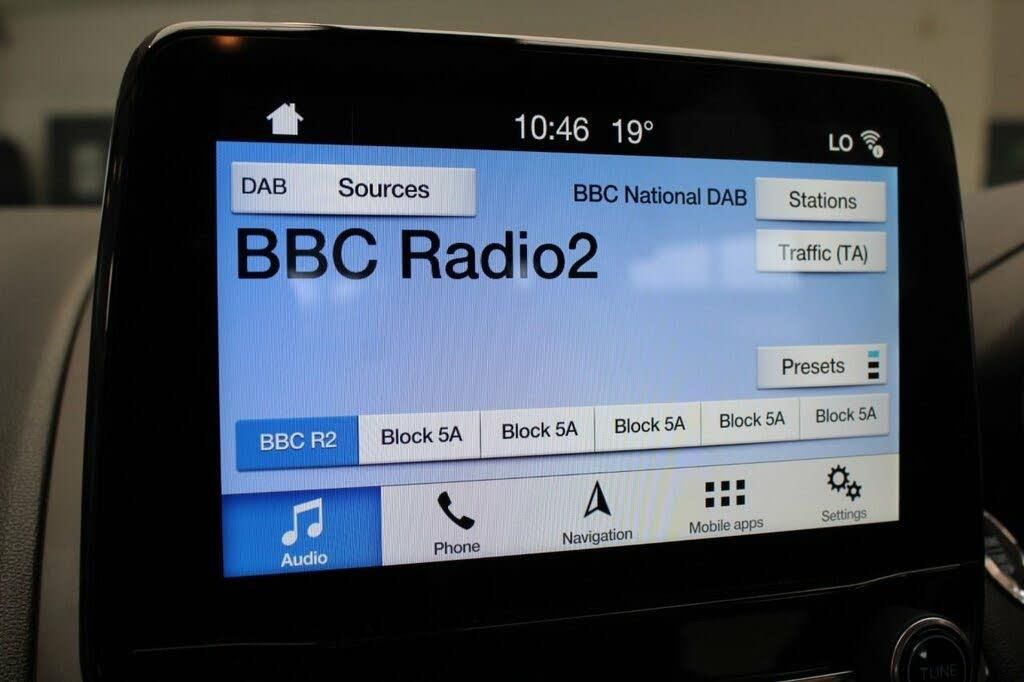 10:46 19°
LO
DAB Sources
BBC National DAB
Stations
BBC Radio2
Traffic (TA)
Presets
BBC R2
Block 5A
Block 5A
Block 5A
Block 5A
Block 5A
Audio
Phone
Navigation
Mobile apps
Settings
TUNE